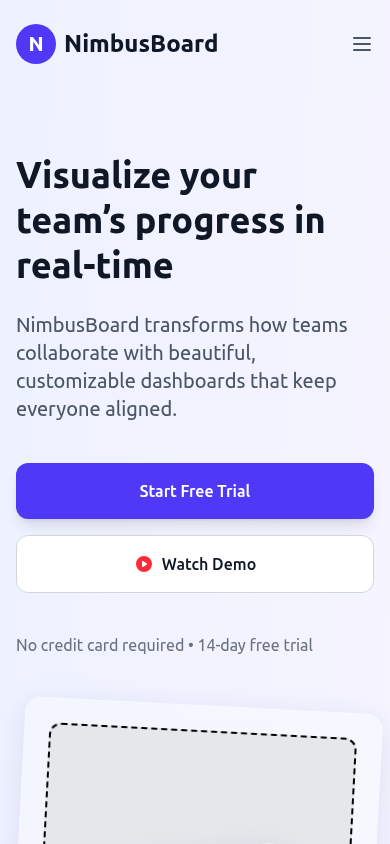 N NimbusBoard
Visualize your
team’s progress in
real-time
NimbusBoard transforms how teams
collaborate with beautiful,
customizable dashboards that keep
everyone aligned.
Start Free Trial
Watch Demo
No credit card required • 14-day free trial